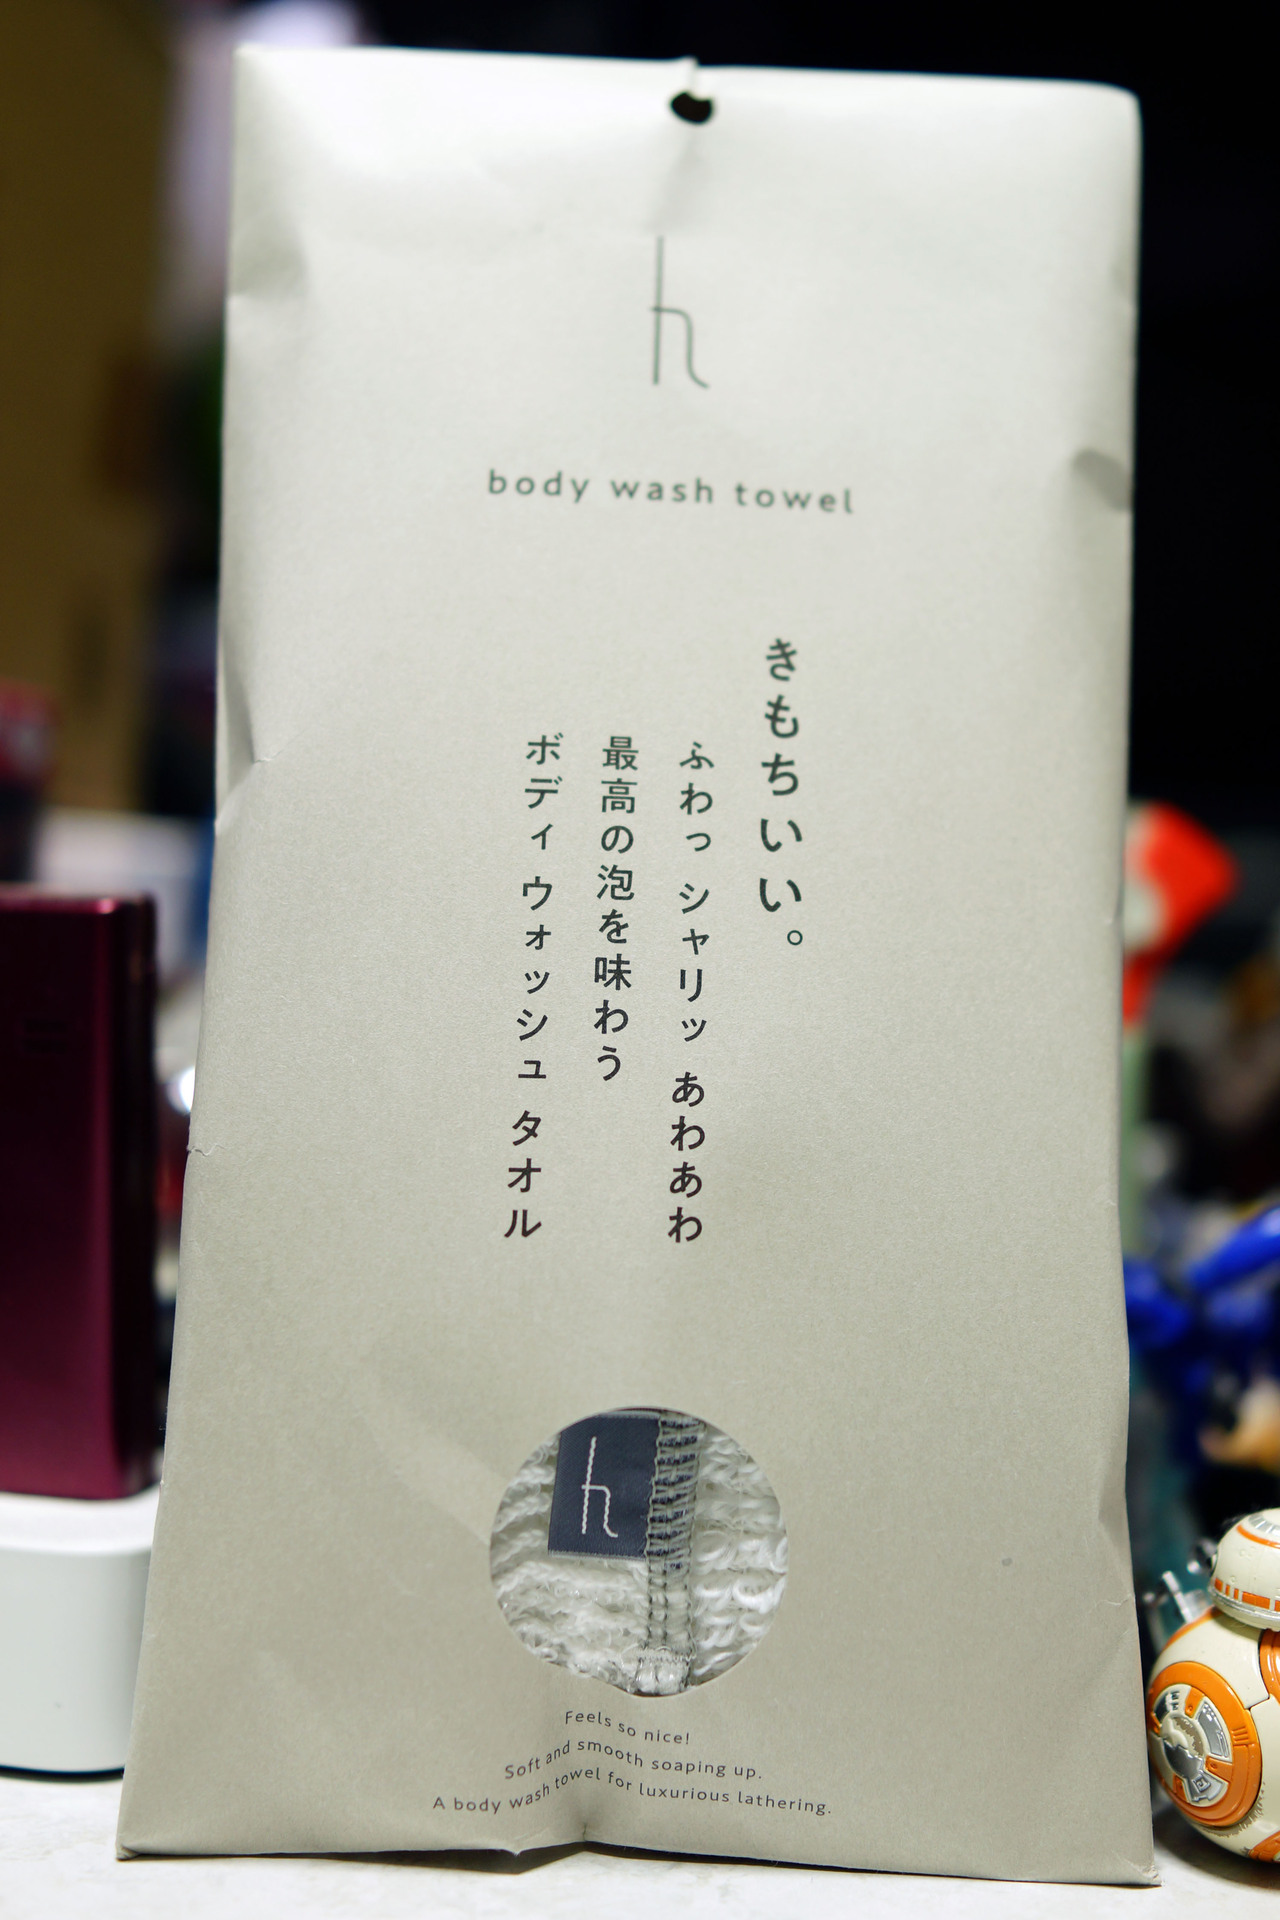 h
body wash towel
きもちいい。
ふわっ シャリッ あわあわ
最高の泡を味わう
ボディ ウォッシュ タオル
h
Feels so nice!
Soft and smooth soaping up.
A body wash towel for luxurious lathering.